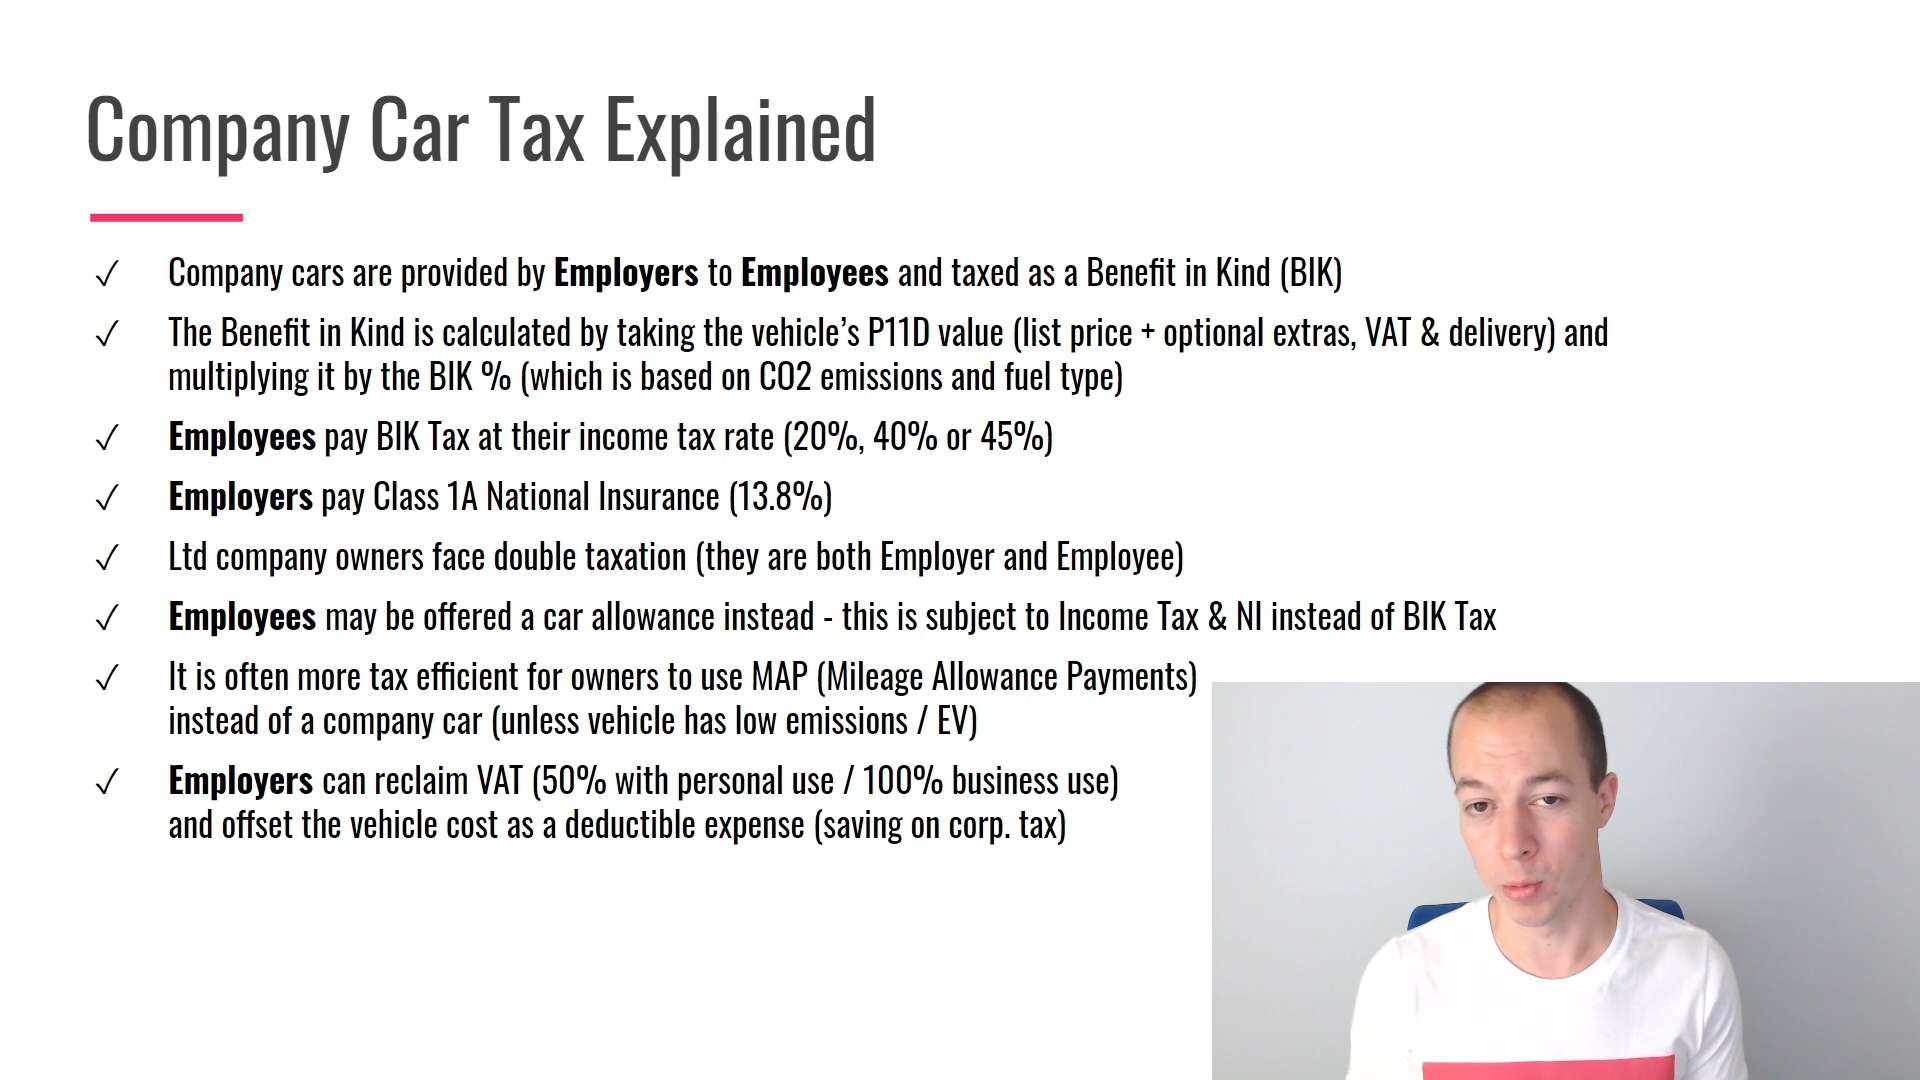 Company Car Tax Explained
✓ Company cars are provided by Employers to Employees and taxed as a Benefit in Kind (BIK)
✓ The Benefit in Kind is calculated by taking the vehicle’s P11D value (list price + optional extras, VAT & delivery) and
multiplying it by the BIK % (which is based on CO2 emissions and fuel type)
✓ Employees pay BIK Tax at their income tax rate (20%, 40% or 45%)
✓ Employers pay Class 1A National Insurance (13.8%)
✓ Ltd company owners face double taxation (they are both Employer and Employee)
✓ Employees may be offered a car allowance instead - this is subject to Income Tax & NI instead of BIK Tax
✓ It is often more tax efficient for owners to use MAP (Mileage Allowance Payments)
instead of a company car (unless vehicle has low emissions / EV)
✓ Employers can reclaim VAT (50% with personal use / 100% business use)
and offset the vehicle cost as a deductible expense (saving on corp. tax)